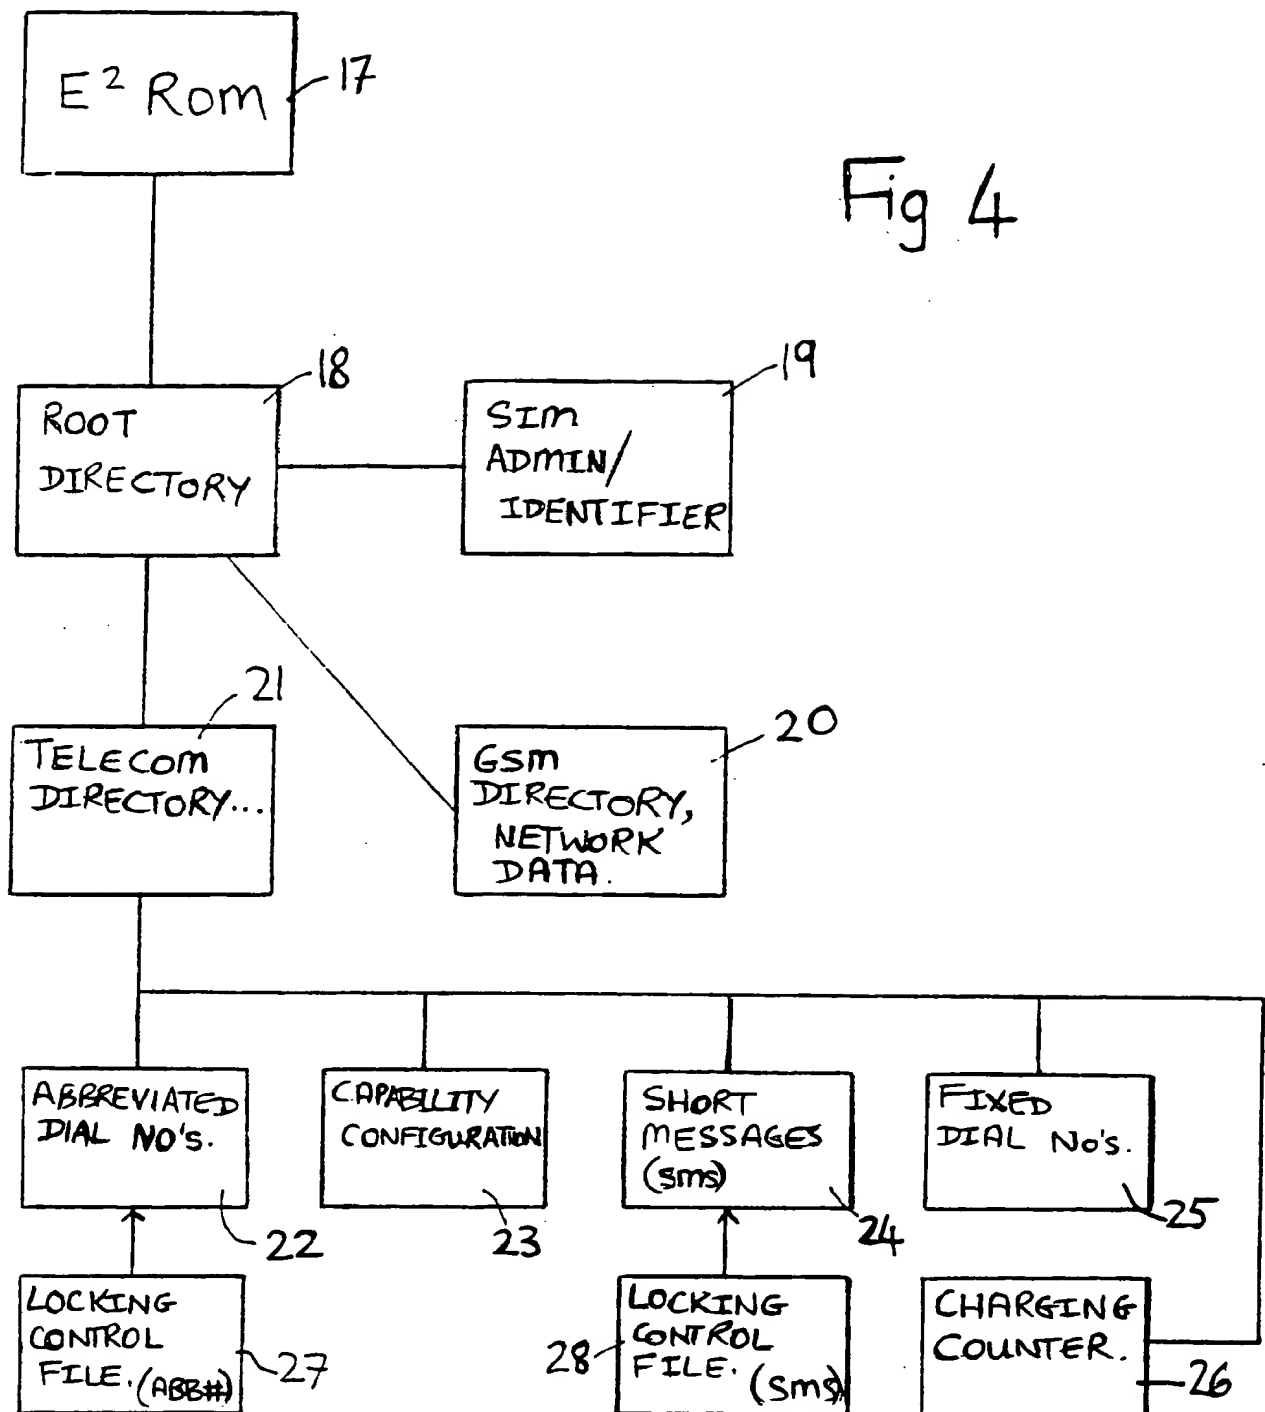 E² Rom
17
Fig 4
18
19
ROOT
DIRECTORY
SIM
ADMIN/
IDENTIFIER
21
20
TELECOM
DIRECTORY...
GSM
DIRECTORY,
NETWORK
DATA.
ABBREVIATED
DIAL NO'S.
22
CAPABILITY
CONFIGURATION
23
SHORT
MESSAGES
(SMS)
24
FIXED
DIAL No's.
25
LOCKING
CONTROL
FILE. (ABB#)
27
28
LOCKING
CONTROL
FILE. (SMS)
CHARGING
COUNTER.
26